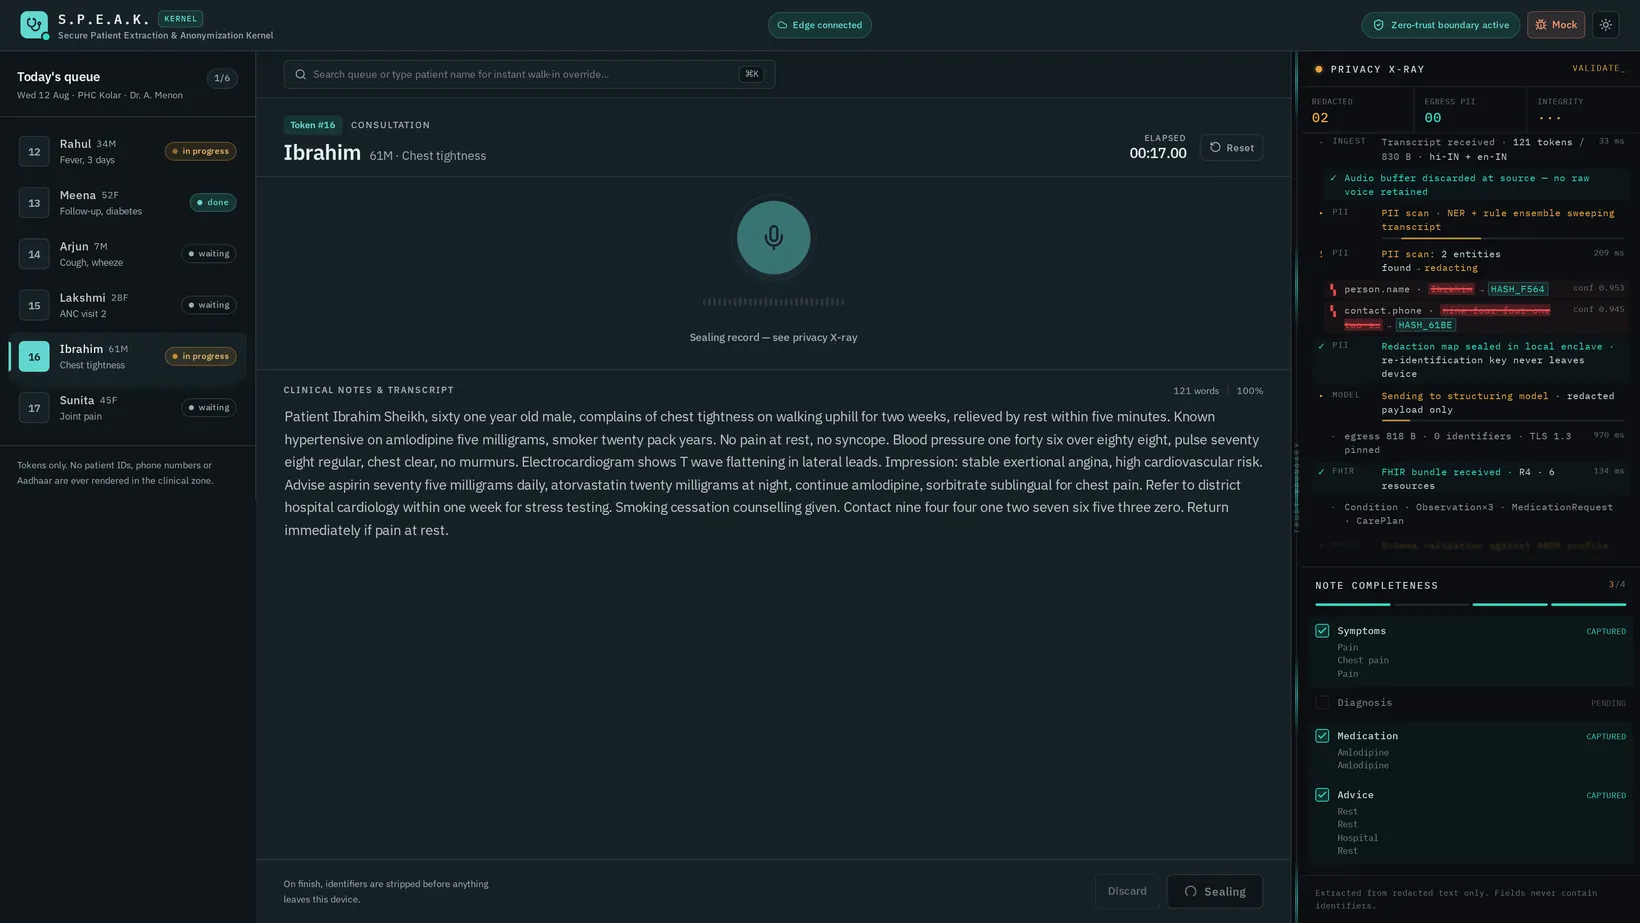 S.P.E.A.K. KERNEL
Secure Patient Extraction & Anonymization Kernel
Edge connected
Zero-trust boundary active
Mock
Today's queue
1/6
Wed 12 Aug · PHC Kolar · Dr. A. Menon
12
Rahul 34M
Fever, 3 days
in progress
13
Meena 52F
Follow-up, diabetes
done
14
Arjun 7M
Cough, wheeze
waiting
15
Lakshmi 28F
ANC visit 2
waiting
16
Ibrahim 61M
Chest tightness
in progress
17
Sunita 45F
Joint pain
waiting
Tokens only. No patient IDs, phone numbers or
Aadhaar are ever rendered in the clinical zone.
Search queue or type patient name for instant walk-in override…
⌘K
Token #16 CONSULTATION
Ibrahim 61M · Chest tightness
ELAPSED
00:17.00
Reset
Sealing record — see privacy X-ray
CLINICAL NOTES & TRANSCRIPT
121 words 100%
Patient Ibrahim Sheikh, sixty one year old male, complains of chest tightness on walking uphill for two weeks, relieved by rest within five minutes. Known
hypertensive on amlodipine five milligrams, smoker twenty pack years. No pain at rest, no syncope. Blood pressure one forty six over eighty eight, pulse seventy
eight regular, chest clear, no murmurs. Electrocardiogram shows T wave flattening in lateral leads. Impression: stable exertional angina, high cardiovascular risk.
Advise aspirin seventy five milligrams daily, atorvastatin twenty milligrams at night, continue amlodipine, sorbitrate sublingual for chest pain. Refer to district
hospital cardiology within one week for stress testing. Smoking cessation counselling given. Contact nine four four one two seven six five three zero. Return
immediately if pain at rest.
On finish, identifiers are stripped before anything
leaves this device.
Discard
Sealing
TRUST BOUNDARY
PRIVACY X-RAY
VALIDATE_
REDACTED
02
EGRESS PII
00
INTEGRITY
···
· INGEST Transcript received · 121 tokens / 33 ms
830 B · hi-IN + en-IN
✓ Audio buffer discarded at source — no raw
voice retained
▸ PII PII scan · NER + rule ensemble sweeping
transcript
! PII PII scan: 2 entities 209 ms
found → redacting
person.name · Ibrahim → HASH_F564 conf 0.953
contact.phone · nine four four one conf 0.945
two s… → HASH_61BE
✓ PII Redaction map sealed in local enclave ·
re-identification key never leaves
device
▸ MODEL Sending to structuring model · redacted
payload only
· egress 818 B · 0 identifiers · TLS 1.3 970 ms
pinned
✓ FHIR FHIR bundle received · R4 · 6 134 ms
resources
· Condition · Observation×3 · MedicationRequest
· CarePlan
Schema validation against ABDM profile
NOTE COMPLETENESS
3/4
Symptoms CAPTURED
Pain
Chest pain
Pain
Diagnosis PENDING
Medication CAPTURED
Amlodipine
Amlodipine
Advice CAPTURED
Rest
Rest
Hospital
Rest
Extracted from redacted text only. Fields never contain
identifiers.